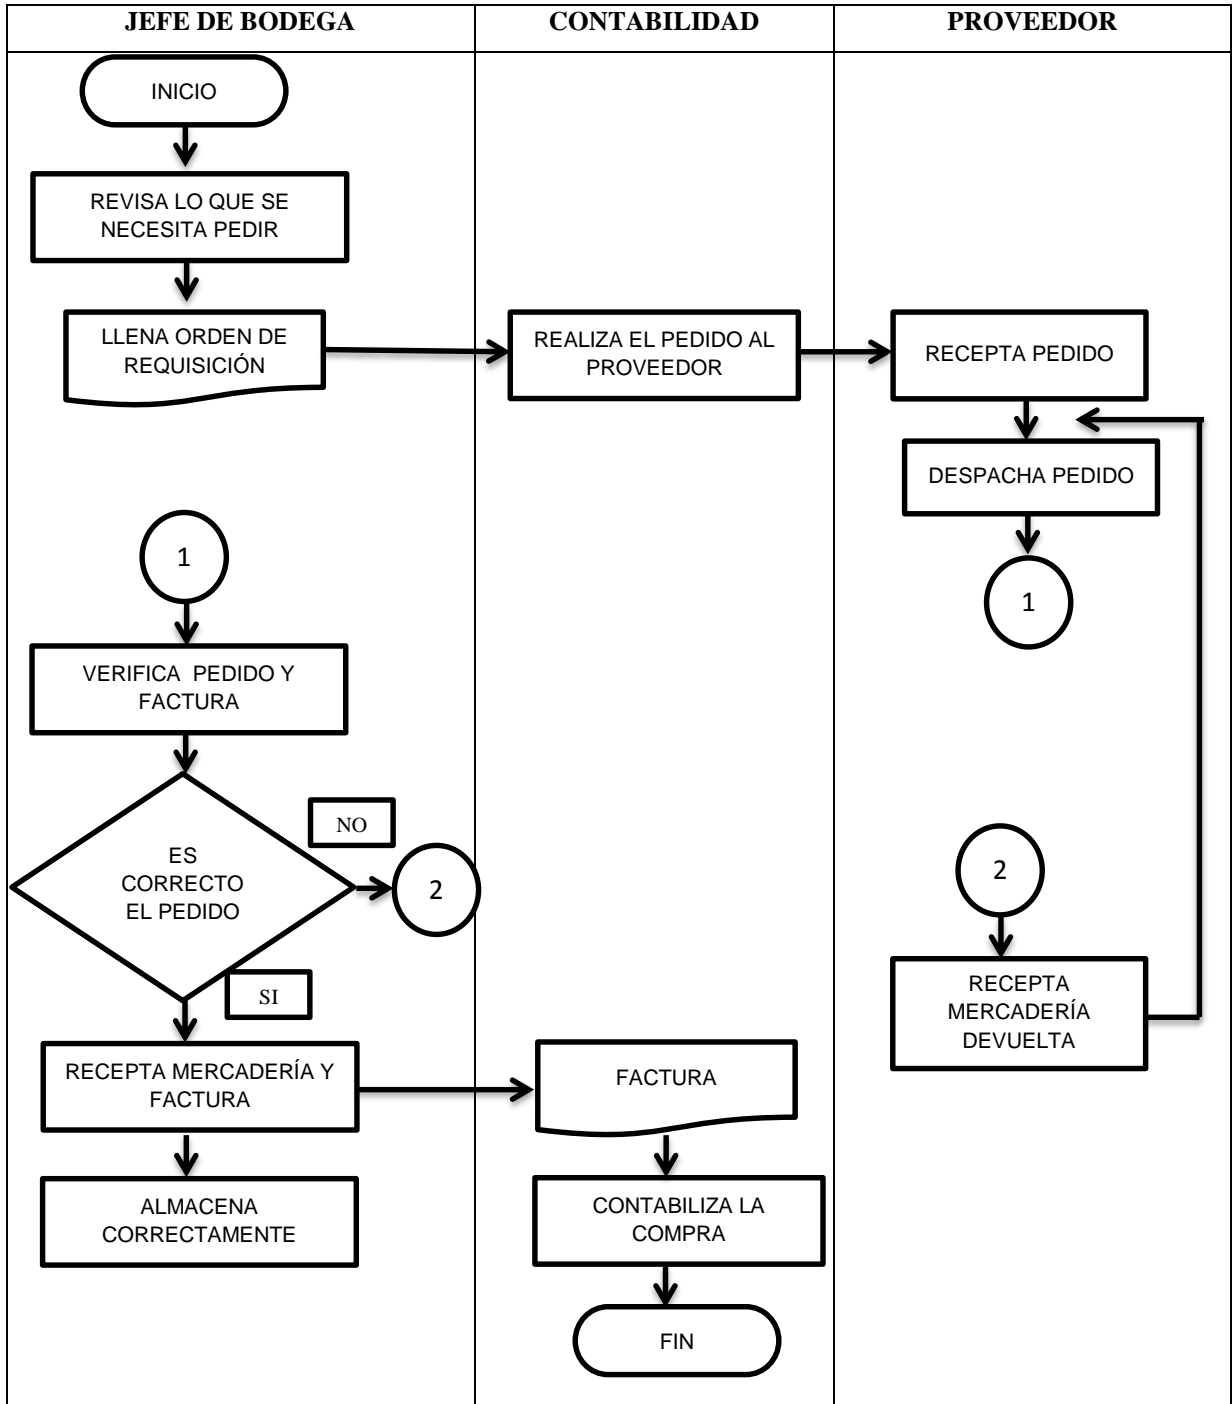 JEFE DE BODEGA
CONTABILIDAD
PROVEEDOR
INICIO
REVISA LO QUE SE
NECESITA PEDIR
LLENA ORDEN DE
REQUISICIÓN
REALIZA EL PEDIDO AL
PROVEEDOR
RECEPTA PEDIDO
DESPACHA PEDIDO
1
1
VERIFICA PEDIDO Y
FACTURA
ES
CORRECTO
EL PEDIDO
NO
2
2
SI
RECEPTA
MERCADERÍA
DEVUELTA
RECEPTA MERCADERÍA Y
FACTURA
FACTURA
ALMACENA
CORRECTAMENTE
CONTABILIZA LA
COMPRA
FIN